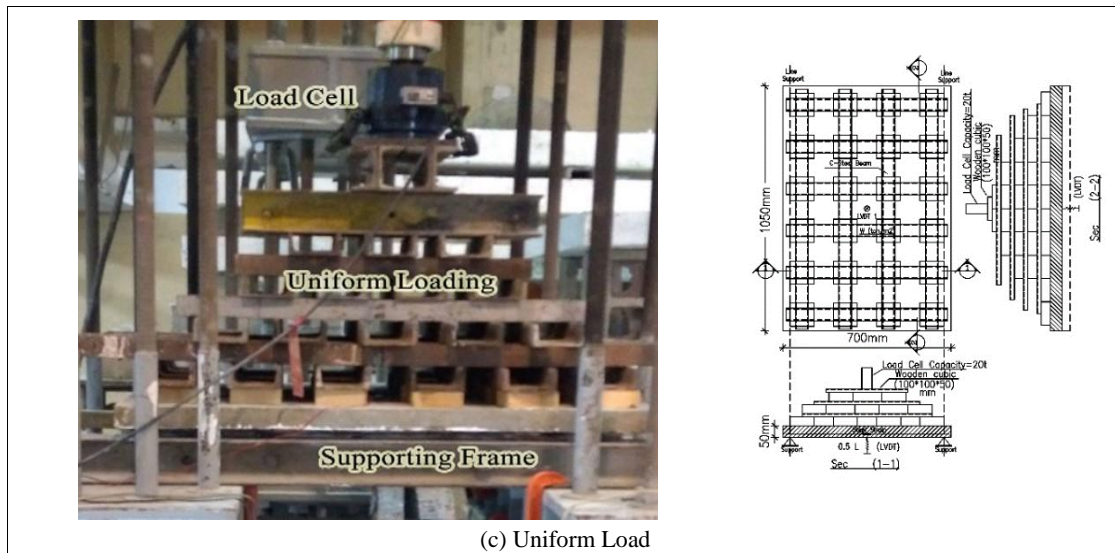 Load Cell
Uniform Loading
Supporting Frame
Line
Support
Line
Support
C-Steel Beam
LVDT
1050mm
700mm
Load Cell Capacity=20t
Wooden cubic
(100*100*50)
mm
(LVDT)
Sec (2-2)
Load Cell Capacity=20t
Wooden cubic
(100*100*50)
mm
50mm
Support
0.5 L
(LVDT)
Support
Sec (1-1)
(c) Uniform Load